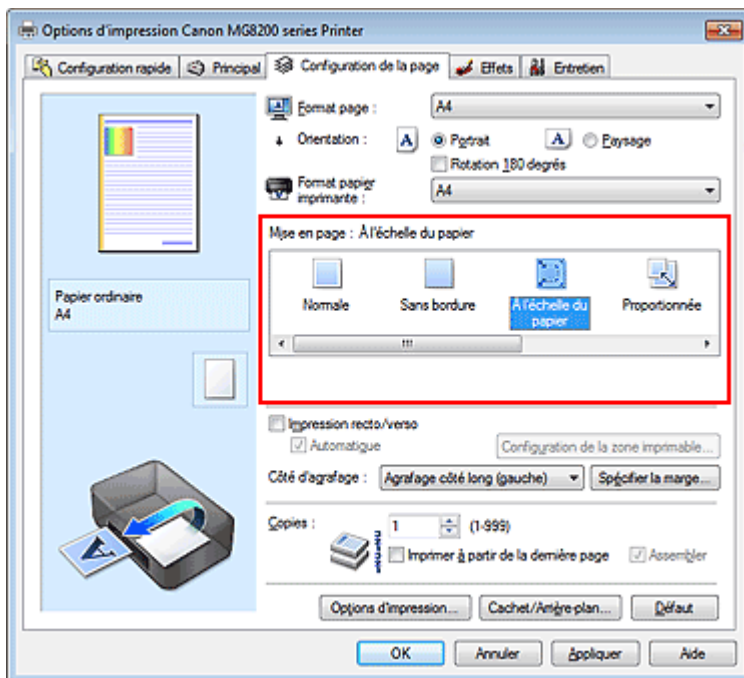 Options d'impression Canon MG8200 series Printer
Configuration rapide Principal Configuration de la page Effets Entretien
Format page : A4
Orientation : A Portrait A Paysage
Rotation 180 degrés
Format papier imprimante : A4
Mise en page : À l'échelle du papier
Normale Sans bordure À l'échelle du papier Proportionnée
Papier ordinaire
A4
Impression recto/verso
Automatique Configuration de la zone imprimable...
Côté d'agrafage : Agrafage côté long (gauche) Spécifier la marge...
Copies : 1 (1-999)
Imprimer à partir de la dernière page Assembler
A
Options d'impression... Cachet/Arrière-plan... Défaut
OK Annuler Appliquer Aide